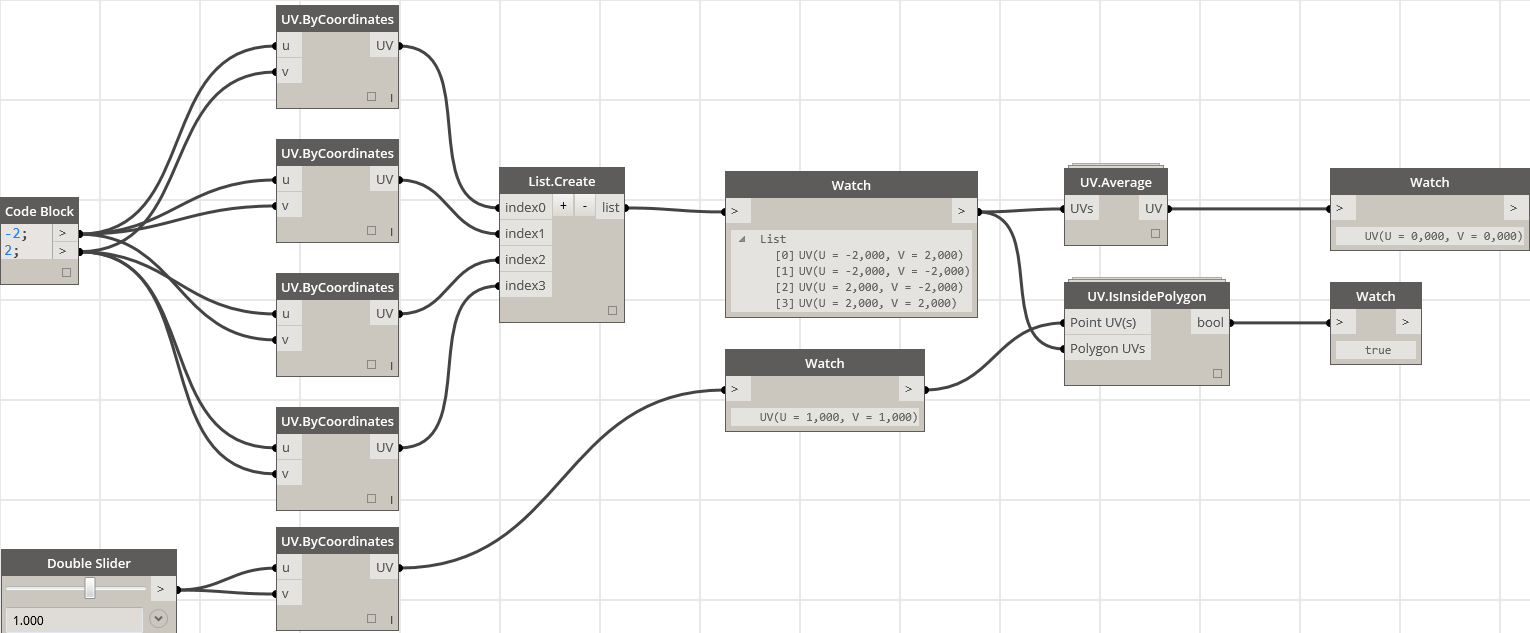 UV.ByCoordinates
u UV
v
I
UV.ByCoordinates
u UV
v
I
Code Block
-2; >
2; >
UV.ByCoordinates
u UV
v
I
UV.ByCoordinates
u UV
v
I
UV.ByCoordinates
u UV
v
I
Double Slider
>
1.000
List.Create
index0 + - list
index1
index2
index3
Watch
> >
List
[0] UV(U = -2,000, V = 2,000)
[1] UV(U = -2,000, V = -2,000)
[2] UV(U = 2,000, V = -2,000)
[3] UV(U = 2,000, V = 2,000)
Watch
> >
UV(U = 1,000, V = 1,000)
UV.Average
UVs UV
UV.IsInsidePolygon
Point UV(s) bool
Polygon UVs
Watch
> >
UV(U = 0,000, V = 0,000)
Watch
> >
true